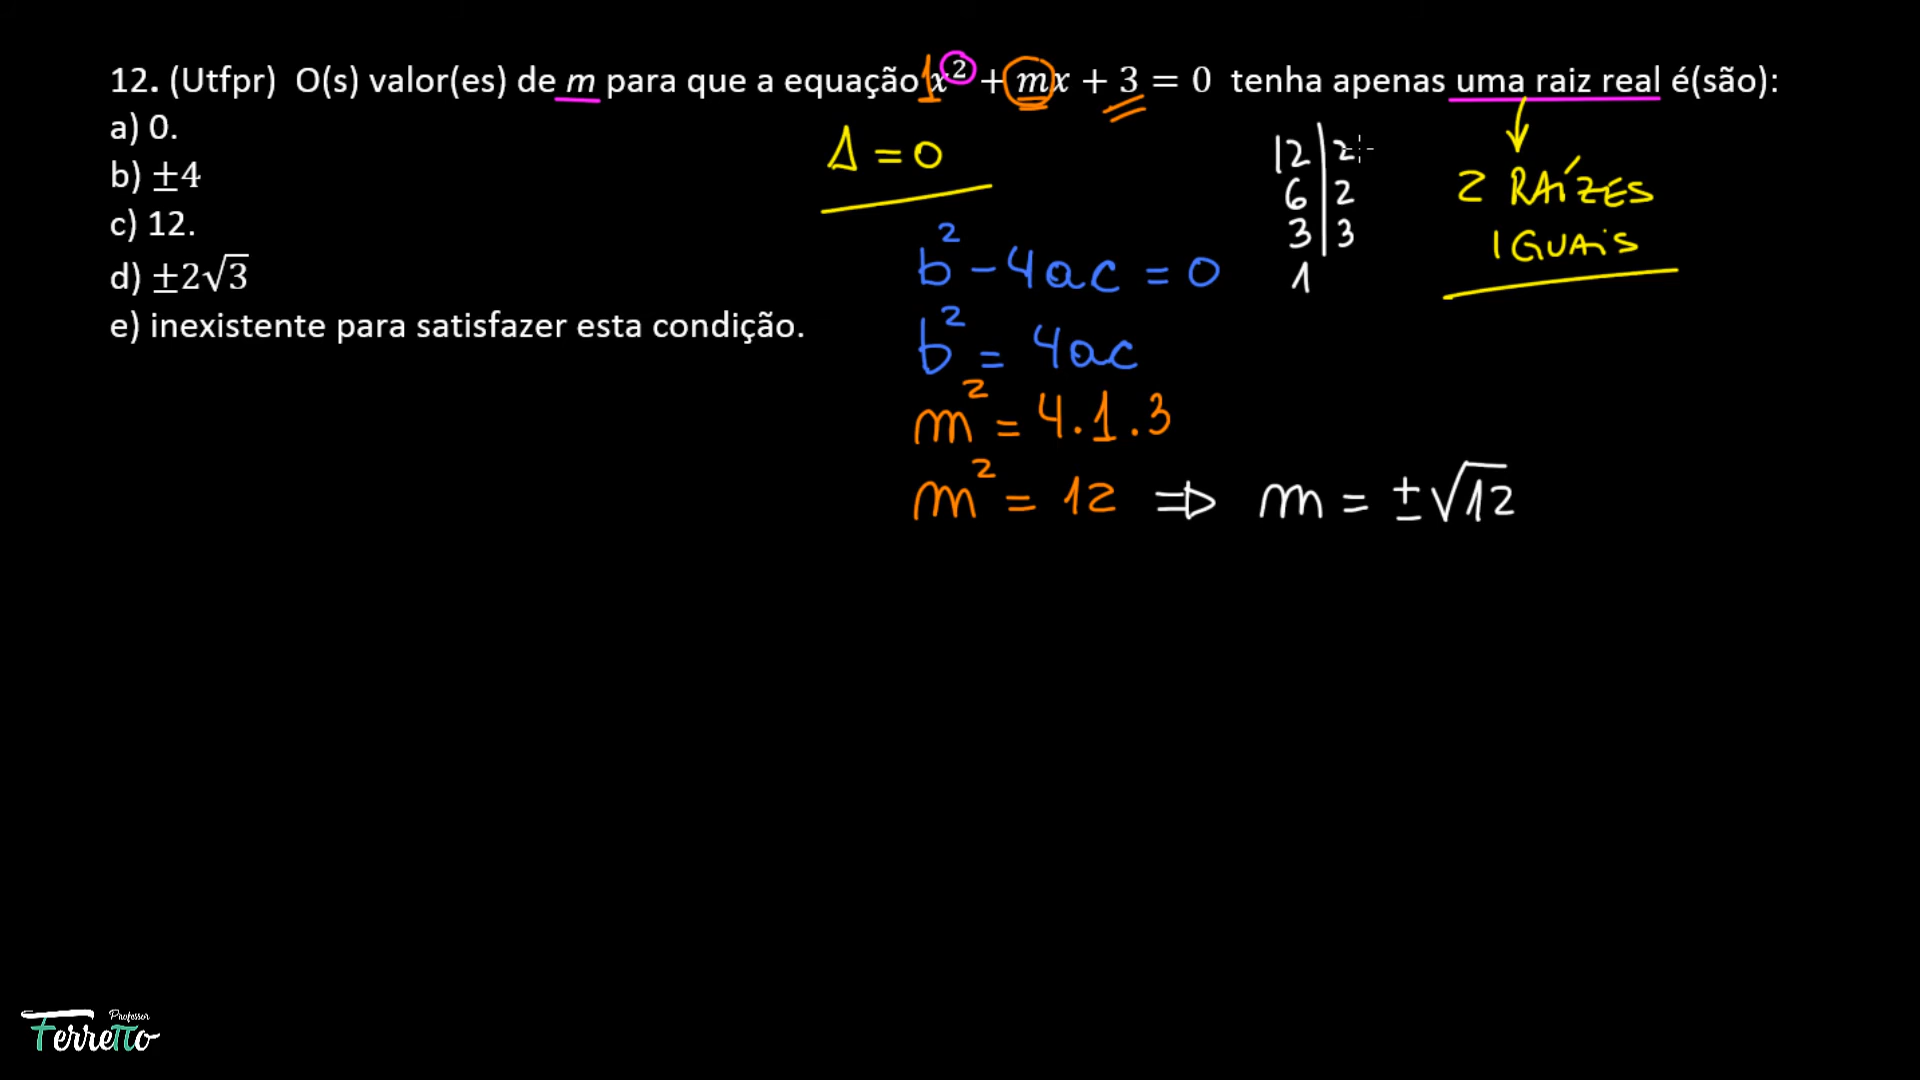 12. (Utfpr) O(s) valor(es) de m para que a equação 1x² + mx + 3 = 0 tenha apenas uma raiz real é(são):
a) 0.
b) ±4
c) 12.
d) ±2√3
e) inexistente para satisfazer esta condição.
Δ = 0
b² - 4ac = 0
b² = 4ac
m² = 4.1.3
m² = 12 ⇒ m = ±√12
12 | 2
6 | 2
3 | 3
1
2 RAÍZES
IGUAIS
Professor
Ferretto